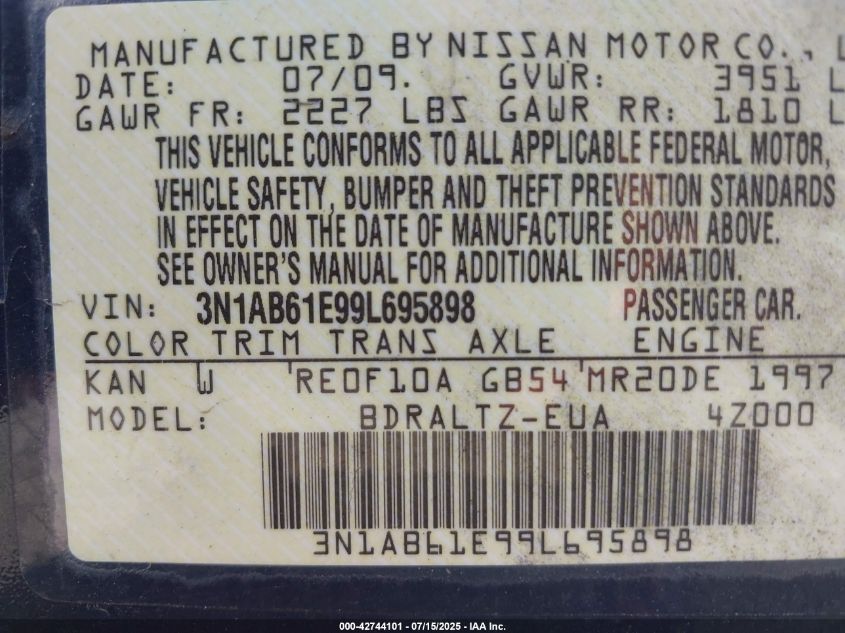 MANUFACTURED BY NISSAN MOTOR CO., L
DATE: 07/09. GVWR: 3951 L
GAWR FR: 2227 LBS GAWR RR: 1810 L
THIS VEHICLE CONFORMS TO ALL APPLICABLE FEDERAL MOTOR,
VEHICLE SAFETY, BUMPER AND THEFT PREVENTION STANDARDS
IN EFFECT ON THE DATE OF MANUFACTURE SHOWN ABOVE.
SEE OWNER'S MANUAL FOR ADDITIONAL INFORMATION.
VIN: 3N1AB61E99L695898 PASSENGER CAR.
COLOR TRIM TRANS AXLE ENGINE
KAN W RE0F10A GB54 MR20DE 1997
MODEL: BDRALTZ-EUA 4Z000
3N1AB61E99L695898
000-42744101 - 07/15/2025 - IAA Inc.